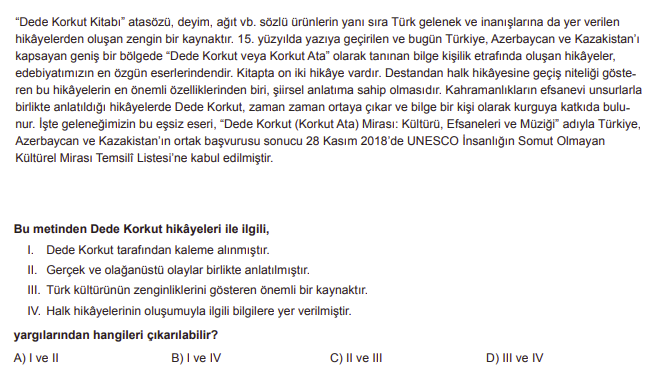 “Dede Korkut Kitabı” atasözü, deyim, ağıt vb. sözlü ürünlerin yanı sıra Türk gelenek ve inanışlarına da yer verilen
hikâyelerden oluşan zengin bir kaynaktır. 15. yüzyılda yazıya geçirilen ve bugün Türkiye, Azerbaycan ve Kazakistan’ı
kapsayan geniş bir bölgede “Dede Korkut veya Korkut Ata” olarak tanınan bilge kişilik etrafında oluşan hikâyeler,
edebiyatımızın en özgün eserlerindendir. Kitapta on iki hikâye vardır. Destandan halk hikâyesine geçiş niteliği göste-
ren bu hikâyelerin en önemli özelliklerinden biri, şiirsel anlatıma sahip olmasıdır. Kahramanlıkların efsanevi unsurlarla
birlikte anlatıldığı hikâyelerde Dede Korkut, zaman zaman ortaya çıkar ve bilge bir kişi olarak kurguya katkıda bulu-
nur. İşte geleneğimizin bu eşsiz eseri, “Dede Korkut (Korkut Ata) Mirası: Kültürü, Efsaneleri ve Müziği” adıyla Türkiye,
Azerbaycan ve Kazakistan’ın ortak başvurusu sonucu 28 Kasım 2018’de UNESCO İnsanlığın Somut Olmayan
Kültürel Mirası Temsilî Listesi’ne kabul edilmiştir.
Bu metinden Dede Korkut hikâyeleri ile ilgili,
I. Dede Korkut tarafından kaleme alınmıştır.
II. Gerçek ve olağanüstü olaylar birlikte anlatılmıştır.
III. Türk kültürünün zenginliklerini gösteren önemli bir kaynaktır.
IV. Halk hikâyelerinin oluşumuyla ilgili bilgilere yer verilmiştir.
yargılarından hangileri çıkarılabilir?
A) I ve II B) I ve IV C) II ve III D) III ve IV